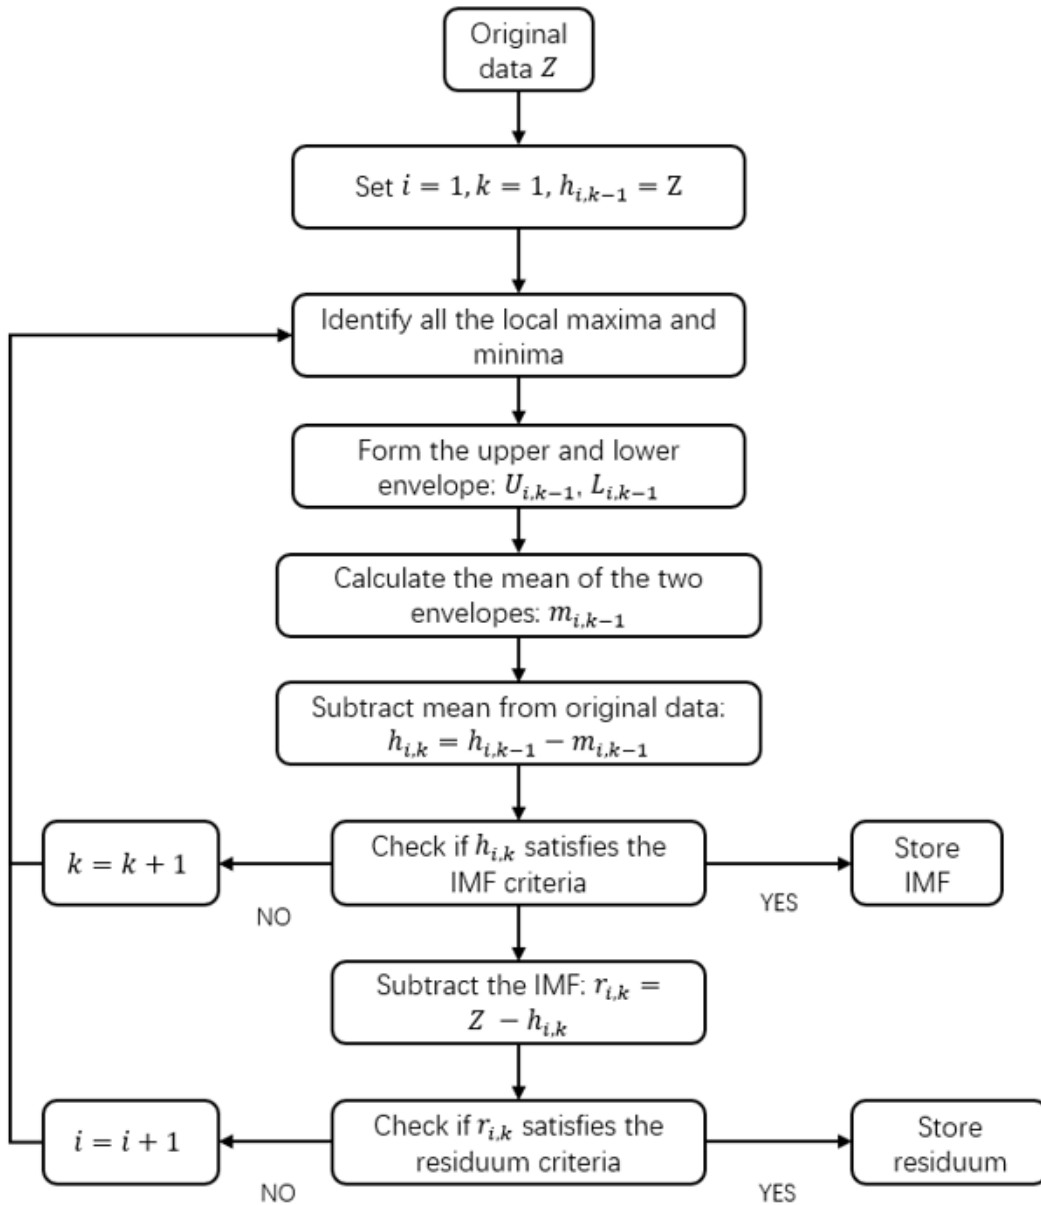 Original
data Z
Set i = 1, k = 1, h_{i,k−1} = Z
Identify all the local maxima and
minima
Form the upper and lower
envelope: U_{i,k−1}, L_{i,k−1}
Calculate the mean of the two
envelopes: m_{i,k−1}
Subtract mean from original data:
h_{i,k} = h_{i,k−1} − m_{i,k−1}
k = k + 1
NO
Check if h_{i,k} satisfies the
IMF criteria
YES
Store
IMF
Subtract the IMF: r_{i,k} =
Z − h_{i,k}
i = i + 1
NO
Check if r_{i,k} satisfies the
residuum criteria
YES
Store
residuum